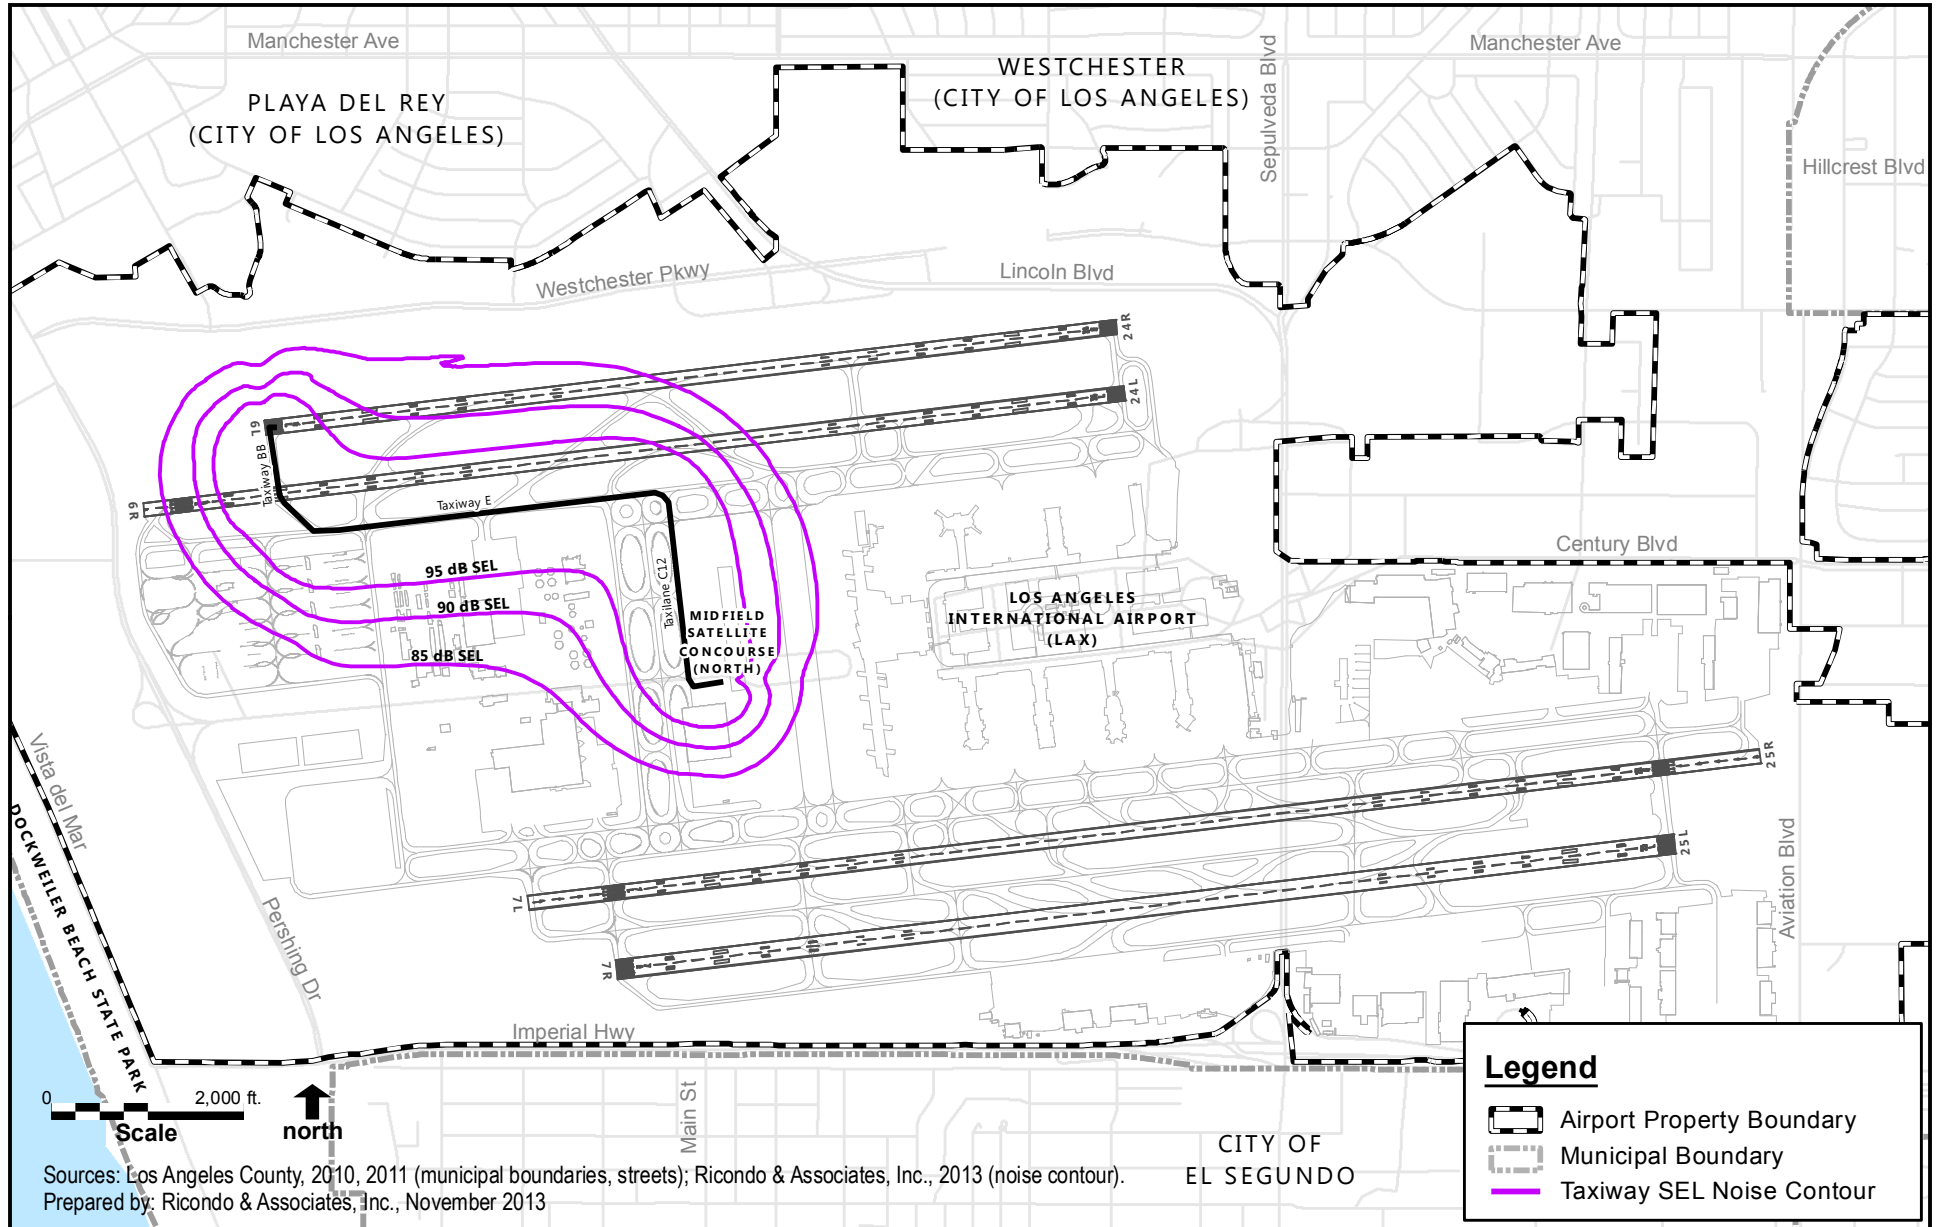 Manchester Ave
Manchester Ave
WESTCHESTER
(CITY OF LOS ANGELES)
Sepulveda Blvd
PLAYA DEL REY
(CITY OF LOS ANGELES)
Hillcrest Blvd
Westchester Pkwy
Lincoln Blvd
24R
24L
6L
6R
Taxiway BB
Taxiway E
Taxilane C12
95 dB SEL
90 dB SEL
85 dB SEL
MIDFIELD
SATELLITE
CONCOURSE
(NORTH)
LOS ANGELES
INTERNATIONAL AIRPORT
(LAX)
Century Blvd
25R
25L
7L
7R
Aviation Blvd
Vista del Mar
DOCKWEILER BEACH STATE PARK
Pershing Dr
Imperial Hwy
Main St
CITY OF
EL SEGUNDO
0 2,000 ft.
Scale
north
Legend
Airport Property Boundary
Municipal Boundary
Taxiway SEL Noise Contour
Sources: Los Angeles County, 2010, 2011 (municipal boundaries, streets); Ricondo & Associates, Inc., 2013 (noise contour).
Prepared by: Ricondo & Associates, Inc., November 2013